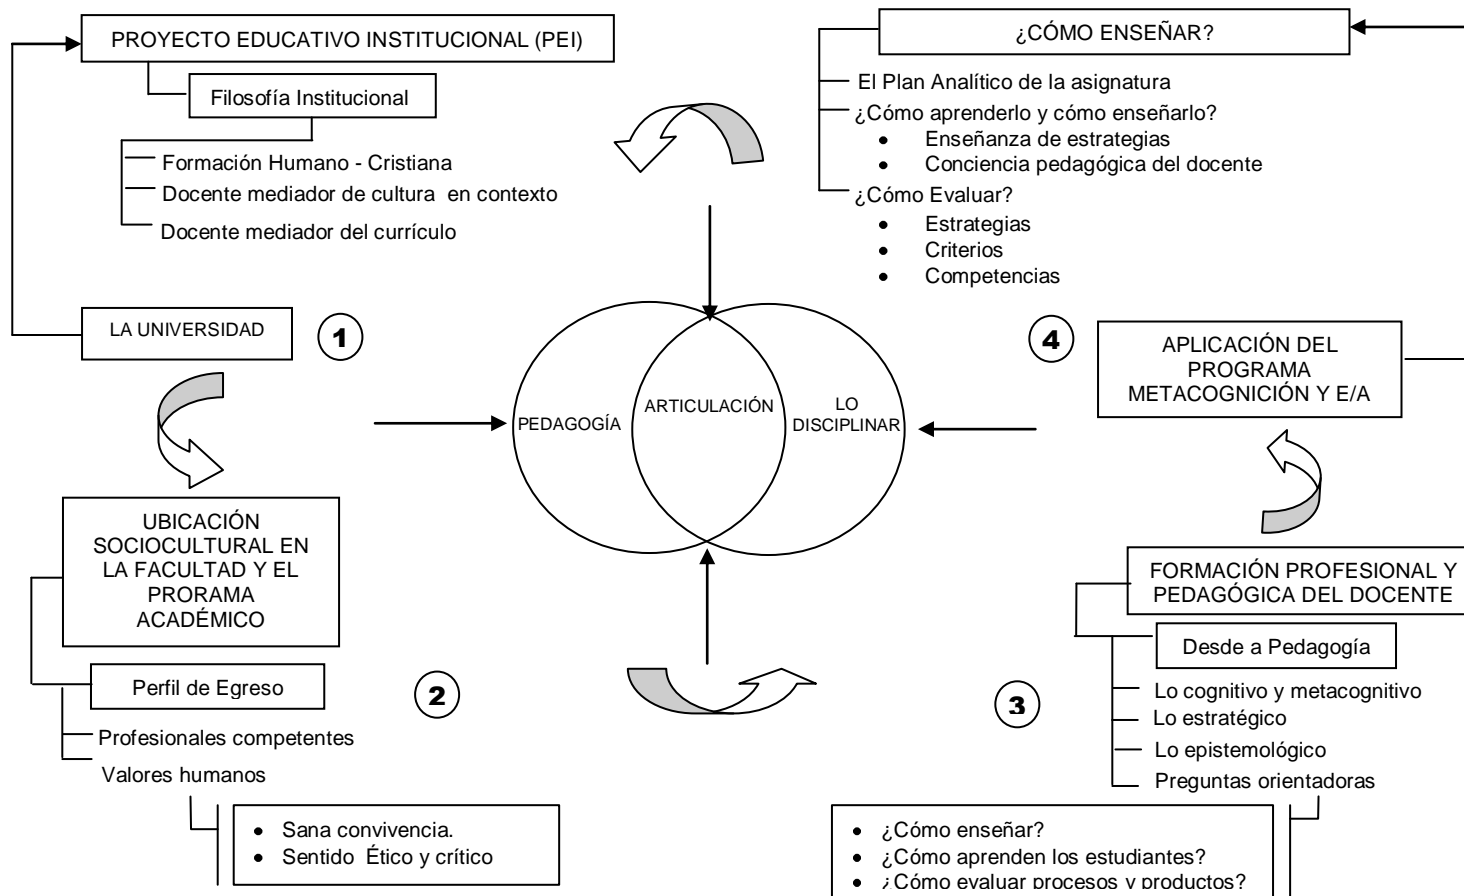 PROYECTO EDUCATIVO INSTITUCIONAL (PEI)
Filosofía Institucional
Formación Humano - Cristiana
Docente mediador de cultura en contexto
Docente mediador del currículo
¿CÓMO ENSEÑAR?
El Plan Analítico de la asignatura
¿Cómo aprenderlo y cómo enseñarlo?
• Enseñanza de estrategias
• Conciencia pedagógica del docente
¿Cómo Evaluar?
• Estrategias
• Criterios
• Competencias
LA UNIVERSIDAD
1
PEDAGOGÍA
ARTICULACIÓN
LO
DISCIPLINAR
4
APLICACIÓN DEL
PROGRAMA
METACOGNICIÓN Y E/A
UBICACIÓN
SOCIOCULTURAL EN
LA FACULTAD Y EL
PRORAMA
ACADÉMICO
Perfil de Egreso
Profesionales competentes
Valores humanos
• Sana convivencia.
• Sentido Ético y crítico
2
3
FORMACIÓN PROFESIONAL Y
PEDAGÓGICA DEL DOCENTE
Desde a Pedagogía
Lo cognitivo y metacognitivo
Lo estratégico
Lo epistemológico
Preguntas orientadoras
• ¿Cómo enseñar?
• ¿Cómo aprenden los estudiantes?
• ¿Cómo evaluar procesos y productos?